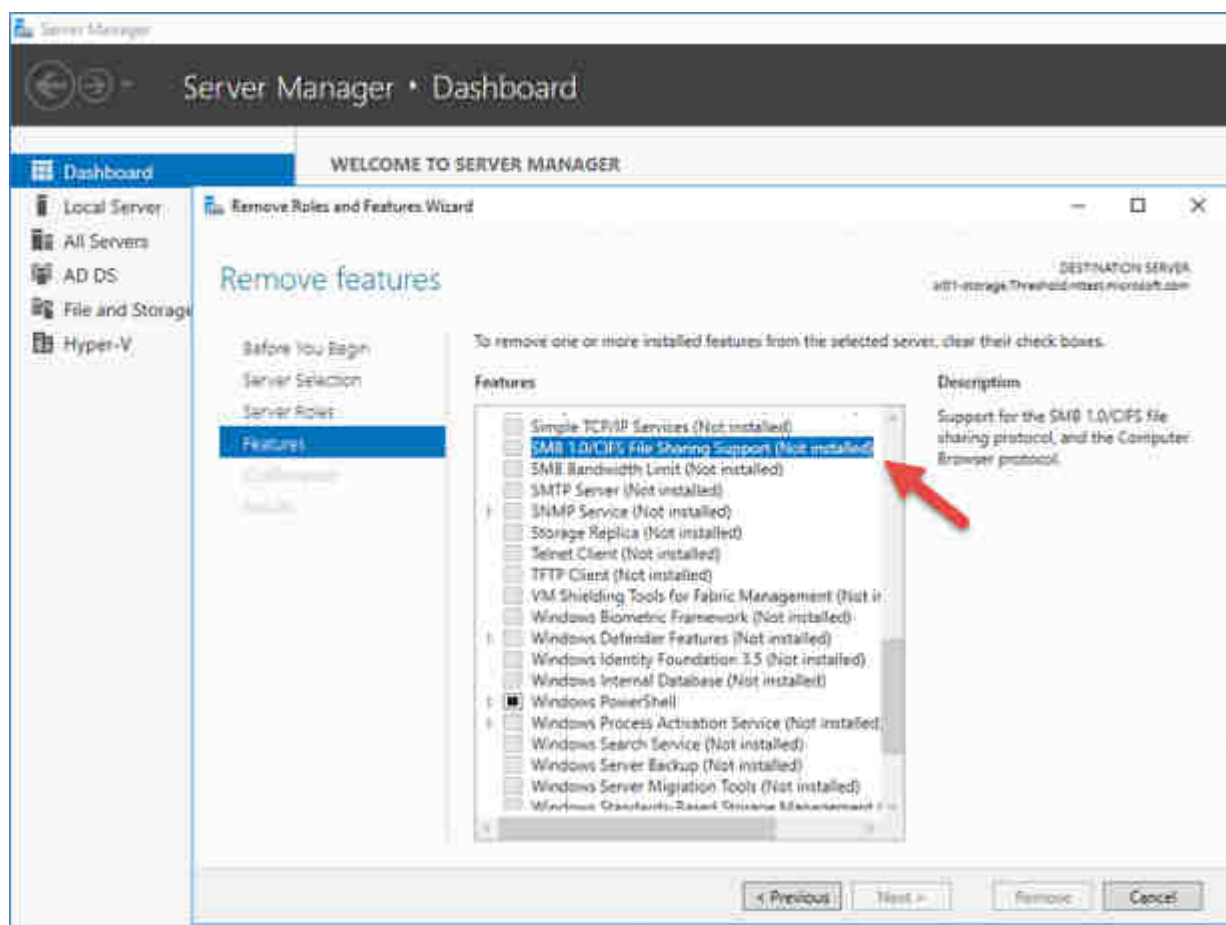 Server Manager
Server Manager • Dashboard
Dashboard
Local Server
All Servers
AD DS
File and Storage
Hyper-V
WELCOME TO SERVER MANAGER
Remove Roles and Features Wizard
Remove features
DESTINATION SERVER
Before You Begin
Server Selection
Server Roles
Features
Confirmation
Results
To remove one or more installed features from the selected server, clear their check boxes.
Features
Simple TCP/IP Services (Not installed)
SMB 1.0/CIFS File Sharing Support (Not installed)
SMB Bandwidth Limit (Not installed)
SMTP Server (Not installed)
SNMP Service (Not installed)
Storage Replica (Not installed)
Telnet Client (Not installed)
TFTP Client (Not installed)
VM Shielding Tools for Fabric Management (Not in
Windows Biometric Framework (Not installed)
Windows Defender Features (Not installed)
Windows Identity Foundation 3.5 (Not installed)
Windows Internal Database (Not installed)
Windows PowerShell
Windows Process Activation Service (Not installed)
Windows Search Service (Not installed)
Windows Server Backup (Not installed)
Windows Server Migration Tools (Not installed)
Windows Standards-Based Storage Management
Description
Support for the SMB 1.0/CIFS file
sharing protocol, and the Computer
Browser protocol.
< Previous
Next >
Remove
Cancel